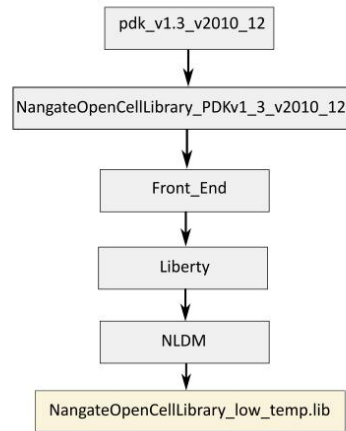 pdk_v1.3_v2010_12
NangateOpenCellLibrary_PDKv1_3_v2010_12
Front_End
Liberty
NLDM
NangateOpenCellLibrary_low_temp.lib